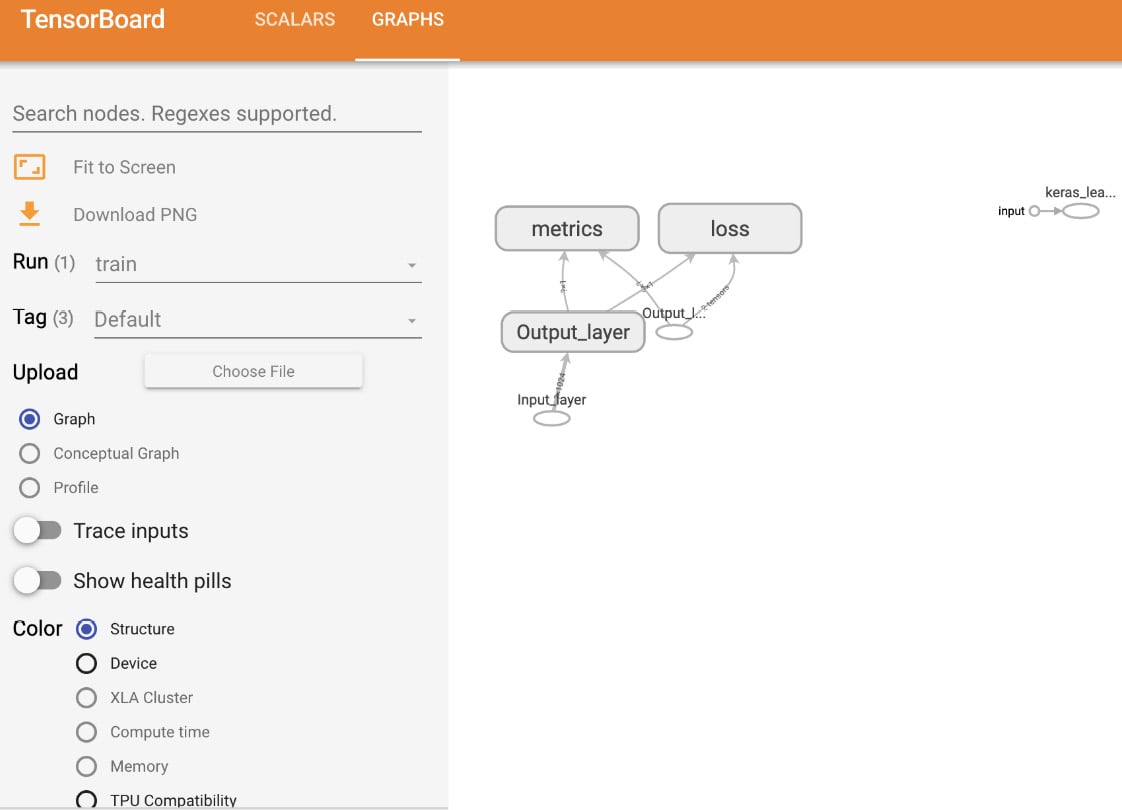 TensorBoard SCALARS GRAPHS
Search nodes. Regexes supported.
Fit to Screen
Download PNG
Run (1) train
Tag (3) Default
Upload Choose File
Graph
Conceptual Graph
Profile
Trace inputs
Show health pills
Color Structure
Device
XLA Cluster
Compute time
Memory
TPU Compatibility
keras_lea...
input
metrics loss
tensors
Output_l...
Output_layer
Input_layer